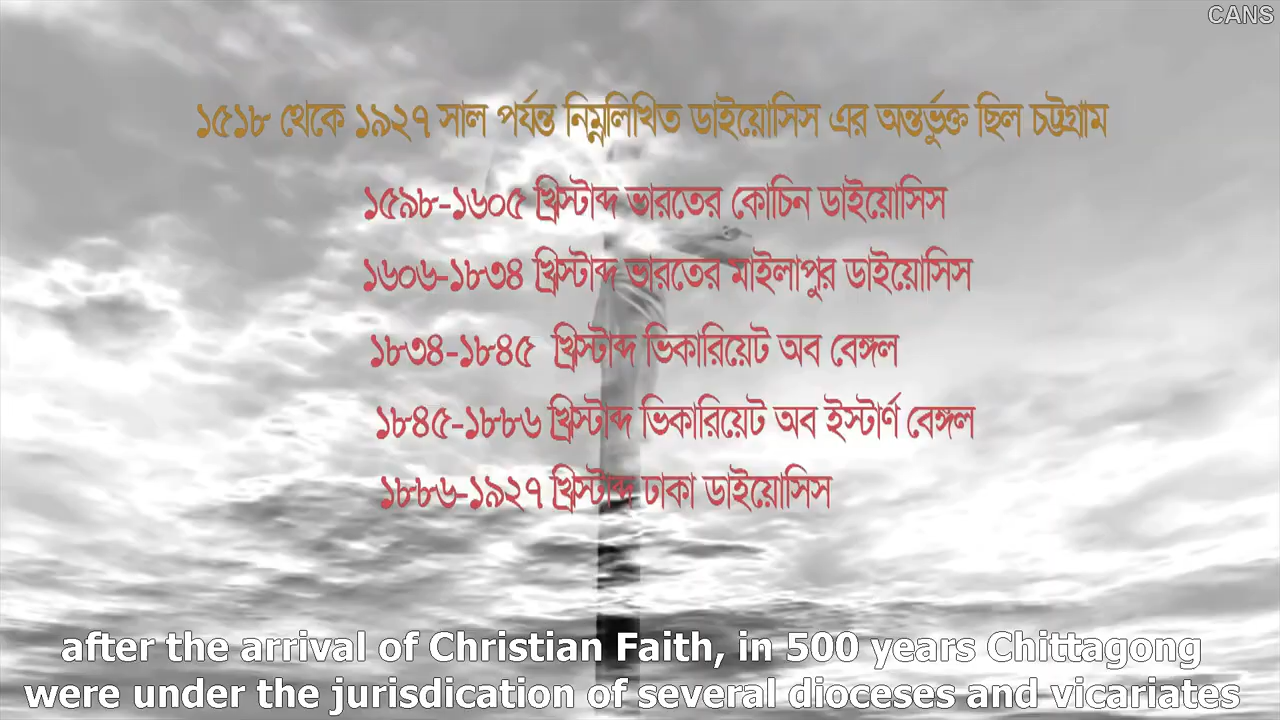 CANS
১৫১৮ থেকে ১৯২৭ সাল পর্যন্ত নিম্নলিখিত ডাইয়োসিস এর অন্তর্ভুক্ত ছিল চট্টগ্রাম
১৫৯৮-১৬০৫ খ্রিস্টাব্দ ভারতের কোচিন ডাইয়োসিস
১৬০৬-১৮৩৪ খ্রিস্টাব্দ ভারতের মাইলাপুর ডাইয়োসিস
১৮৩৪-১৮৪৫ খ্রিস্টাব্দ ভিকারিয়েট অব বেঙ্গল
১৮৪৫-১৮৮৬ খ্রিস্টাব্দ ভিকারিয়েট অব ইস্টার্ণ বেঙ্গল
১৮৮৬-১৯২৭ খ্রিস্টাব্দ ঢাকা ডাইয়োসিস
after the arrival of Christian Faith, in 500 years Chittagong
were under the jurisdication of several dioceses and vicariates